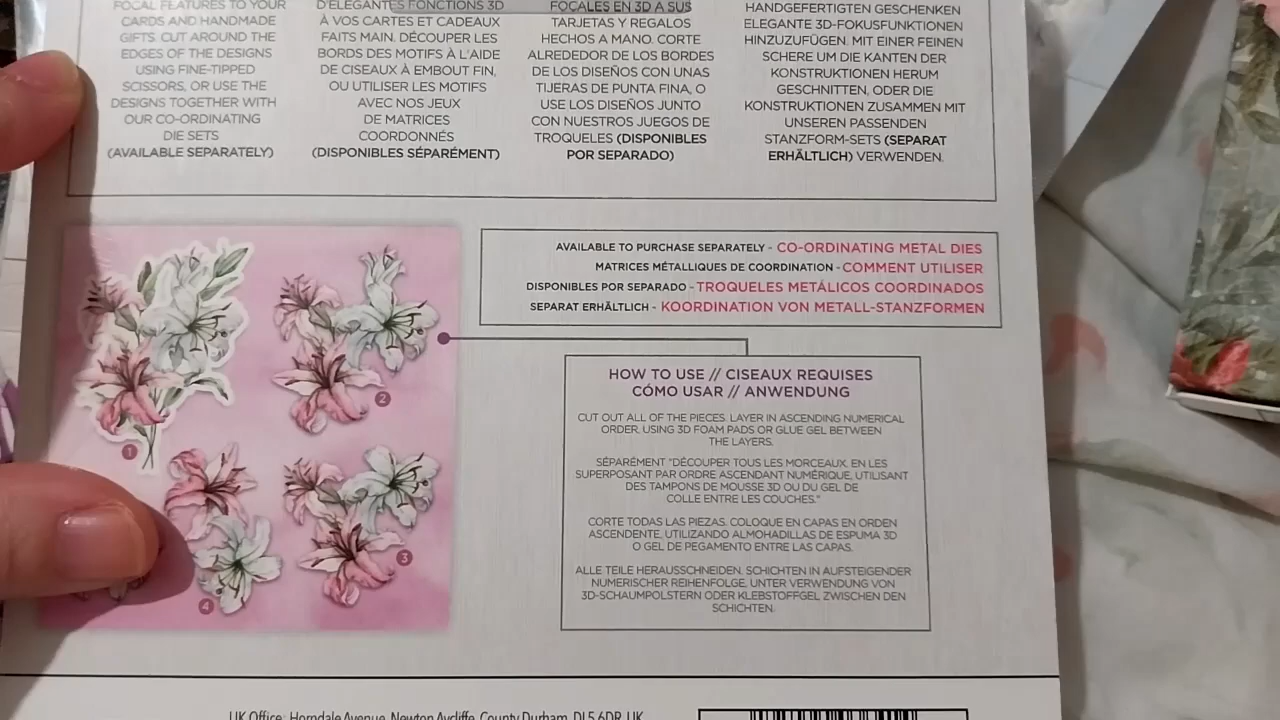 FOCAL FEATURES TO YOUR
CARDS AND HANDMADE
GIFTS. CUT AROUND THE
EDGES OF THE DESIGNS
USING FINE-TIPPED
SCISSORS, OR USE THE
DESIGNS TOGETHER WITH
OUR CO-ORDINATING
DIE SETS
(AVAILABLE SEPARATELY)
D'ÉLÉGANTES FONCTIONS 3D
À VOS CARTES ET CADEAUX
FAITS MAIN. DÉCOUPER LES
BORDS DES MOTIFS À L'AIDE
DE CISEAUX À EMBOUT FIN,
OU UTILISER LES MOTIFS
AVEC NOS JEUX
DE MATRICES
COORDONNÉS
(DISPONIBLES SÉPARÉMENT)
FOCALES EN 3D A SUS
TARJETAS Y REGALOS
HECHOS A MANO. CORTE
ALREDEDOR DE LOS BORDES
DE LOS DISEÑOS CON UNAS
TIJERAS DE PUNTA FINA, O
USE LOS DISEÑOS JUNTO
CON NUESTROS JUEGOS DE
TROQUELES (DISPONIBLES
POR SEPARADO)
HANDGEFERTIGTEN GESCHENKEN
ELEGANTE 3D-FOKUSFUNKTIONEN
HINZUZUFÜGEN. MIT EINER FEINEN
SCHERE UM DIE KANTEN DER
KONSTRUKTIONEN HERUM
GESCHNITTEN, ODER DIE
KONSTRUKTIONEN ZUSAMMEN MIT
UNSEREN PASSENDEN
STANZFORM-SETS (SEPARAT
ERHÄLTLICH) VERWENDEN.
AVAILABLE TO PURCHASE SEPARATELY - CO-ORDINATING METAL DIES
MATRICES MÉTALLIQUES DE COORDINATION - COMMENT UTILISER
DISPONIBLES POR SEPARADO - TROQUELES METÁLICOS COORDINADOS
SEPARAT ERHÄLTLICH - KOORDINATION VON METALL-STANZFORMEN
1
2
3
4
HOW TO USE // CISEAUX REQUISES
CÓMO USAR // ANWENDUNG
CUT OUT ALL OF THE PIECES. LAYER IN ASCENDING NUMERICAL
ORDER, USING 3D FOAM PADS OR GLUE GEL BETWEEN
THE LAYERS.
SÉPARÉMENT "DÉCOUPER TOUS LES MORCEAUX. EN LES
SUPERPOSANT PAR ORDRE ASCENDANT NUMÉRIQUE, UTILISANT
DES TAMPONS DE MOUSSE 3D OU DU GEL DE
COLLE ENTRE LES COUCHES."
CORTE TODAS LAS PIEZAS. COLOQUE EN CAPAS EN ORDEN
ASCENDENTE, UTILIZANDO ALMOHADILLAS DE ESPUMA 3D
O GEL DE PEGAMENTO ENTRE LAS CAPAS.
ALLE TEILE HERAUSSCHNEIDEN, SCHICHTEN IN AUFSTEIGENDER
NUMERISCHER REIHENFOLGE, UNTER VERWENDUNG VON
3D-SCHAUMPOLSTERN ODER KLEBSTOFFGEL ZWISCHEN DEN
SCHICHTEN.
UK Office: Horndale Avenue, Newton Aycliffe, County Durham, DL5 6DR, UK